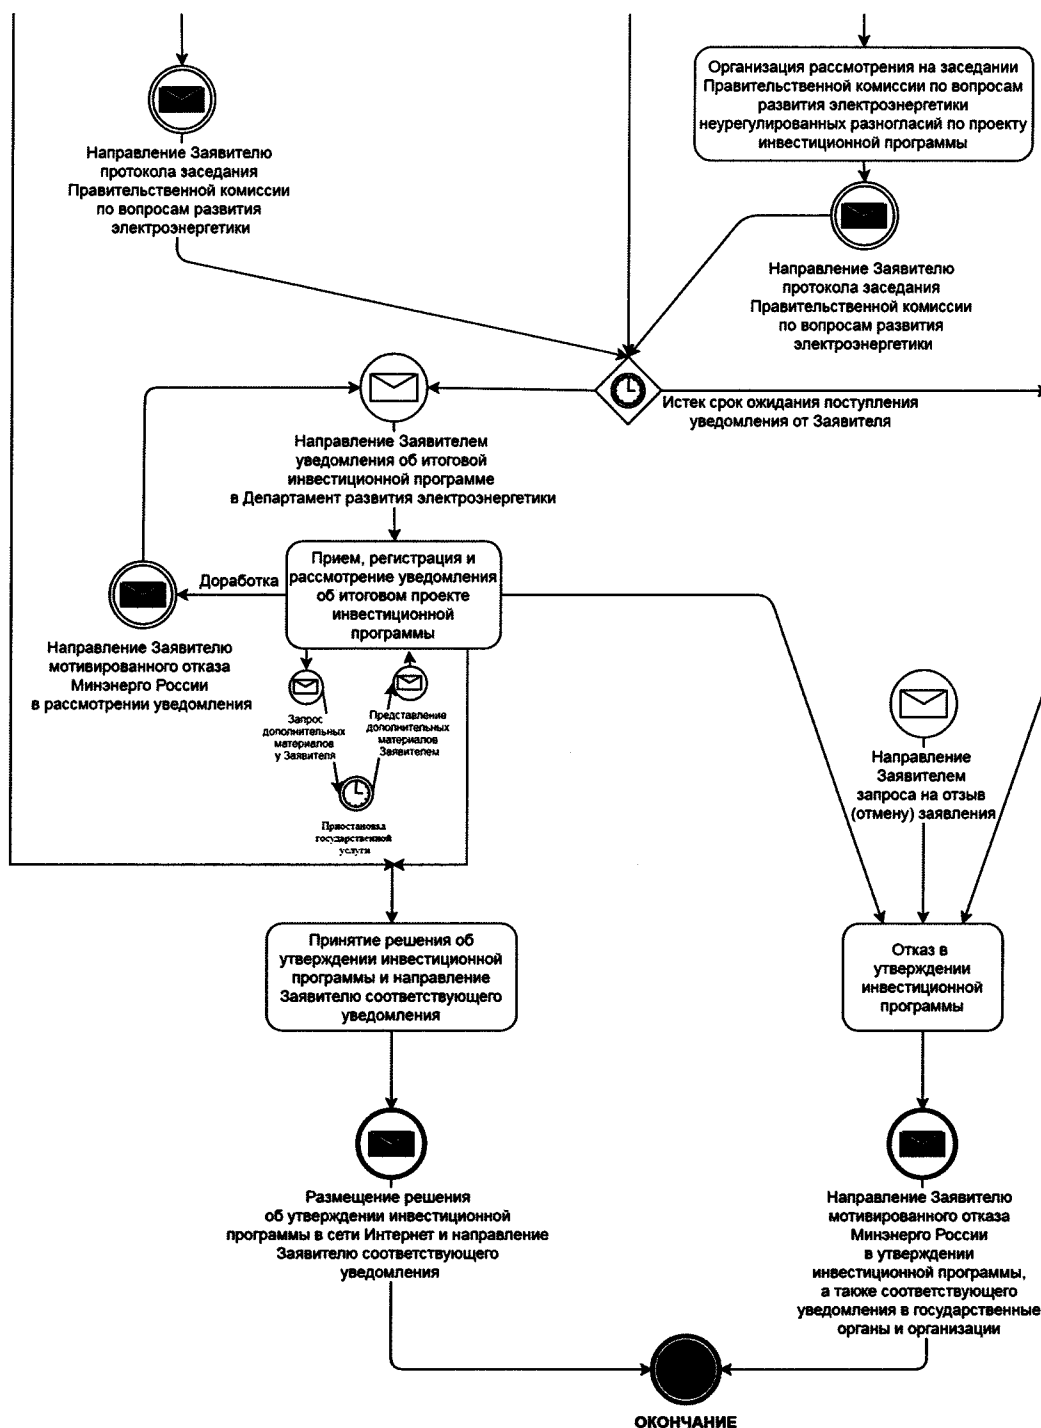 Организация рассмотрения на заседании
Правительственной комиссии по вопросам
развития электроэнергетики
неурегулированных разногласий по проекту
инвестиционной программы
Направление Заявителю
протокола заседания
Правительственной комиссии
по вопросам развития
электроэнергетики
Направление Заявителю
протокола заседания
Правительственной комиссии
по вопросам развития
электроэнергетики
Истек срок ожидания поступления
уведомления от Заявителя
Направление Заявителем
уведомления об итоговой
инвестиционной программе
в Департамент развития электроэнергетики
Прием, регистрация и
рассмотрение уведомления
об итоговом проекте
инвестиционной
программы
Доработка
Направление Заявителю
мотивированного отказа
Минэнерго России
в рассмотрении уведомления
Запрос
дополнительных
материалов
у Заявителя
Представление
дополнительных
материалов
Заявителем
Приостановка
государственной
услуги
Направление
Заявителем
запроса на отзыв
(отмену) заявления
Принятие решения об
утверждении инвестиционной
программы и направление
Заявителю соответствующего
уведомления
Отказ в
утверждении
инвестиционной
программы
Размещение решения
об утверждении инвестиционной
программы в сети Интернет и направление
Заявителю соответствующего
уведомления
Направление Заявителю
мотивированного отказа
Минэнерго России
в утверждении
инвестиционной программы,
а также соответствующего
уведомления в государственные
органы и организации
ОКОНЧАНИЕ